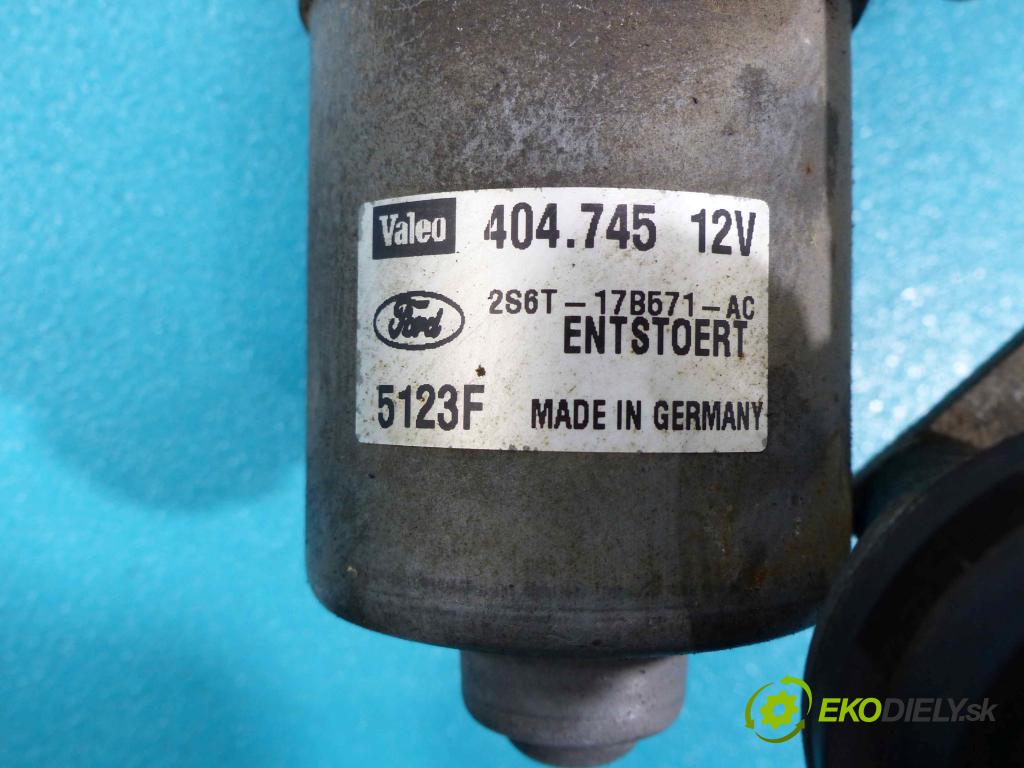 Valeo 404.745 12V
Ford 2S6T-17B571-AC
ENTSTOERT
5123F MADE IN GERMANY
EKODIELY.sk